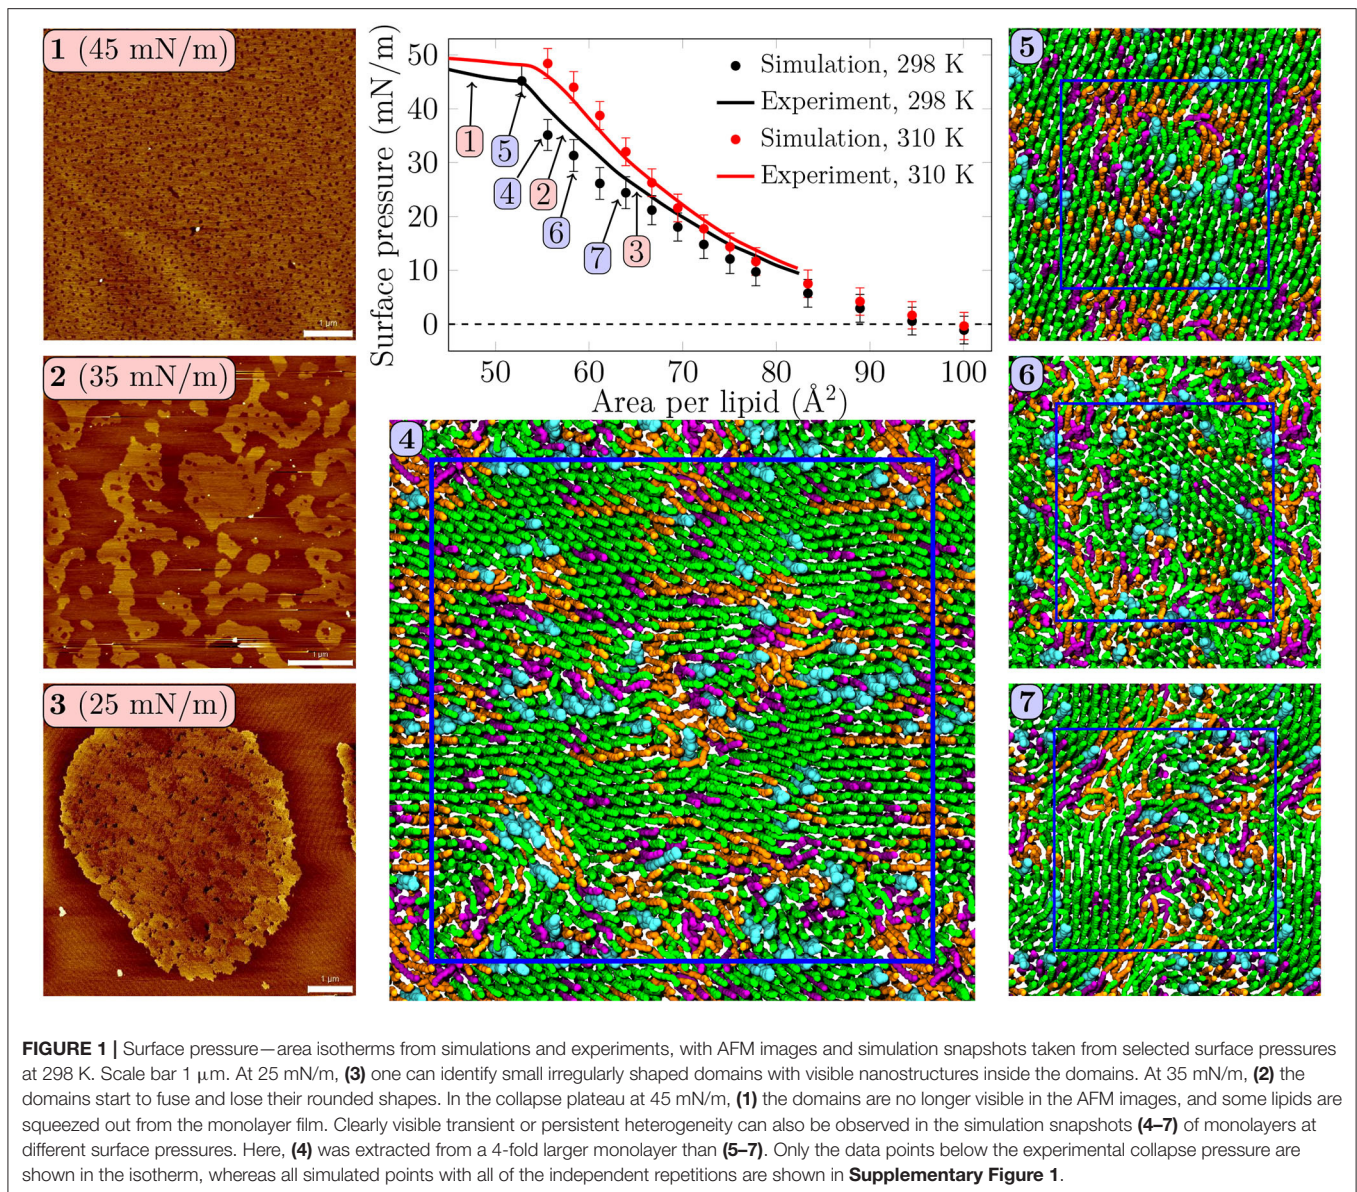 1 (45 mN/m)
1 μm
2 (35 mN/m)
1 μm
3 (25 mN/m)
1 μm
Surface pressure (mN/m)
50
40
30
20
10
0
50 60 70 80 90 100
Area per lipid (Å²)
Simulation, 298 K
Experiment, 298 K
Simulation, 310 K
Experiment, 310 K
1
5
4
2
6
7
3
4
5
6
7
FIGURE 1 | Surface pressure—area isotherms from simulations and experiments, with AFM images and simulation snapshots taken from selected surface pressures
at 298 K. Scale bar 1 μm. At 25 mN/m, (3) one can identify small irregularly shaped domains with visible nanostructures inside the domains. At 35 mN/m, (2) the
domains start to fuse and lose their rounded shapes. In the collapse plateau at 45 mN/m, (1) the domains are no longer visible in the AFM images, and some lipids are
squeezed out from the monolayer film. Clearly visible transient or persistent heterogeneity can also be observed in the simulation snapshots (4–7) of monolayers at
different surface pressures. Here, (4) was extracted from a 4-fold larger monolayer than (5–7). Only the data points below the experimental collapse pressure are
shown in the isotherm, whereas all simulated points with all of the independent repetitions are shown in Supplementary Figure 1.